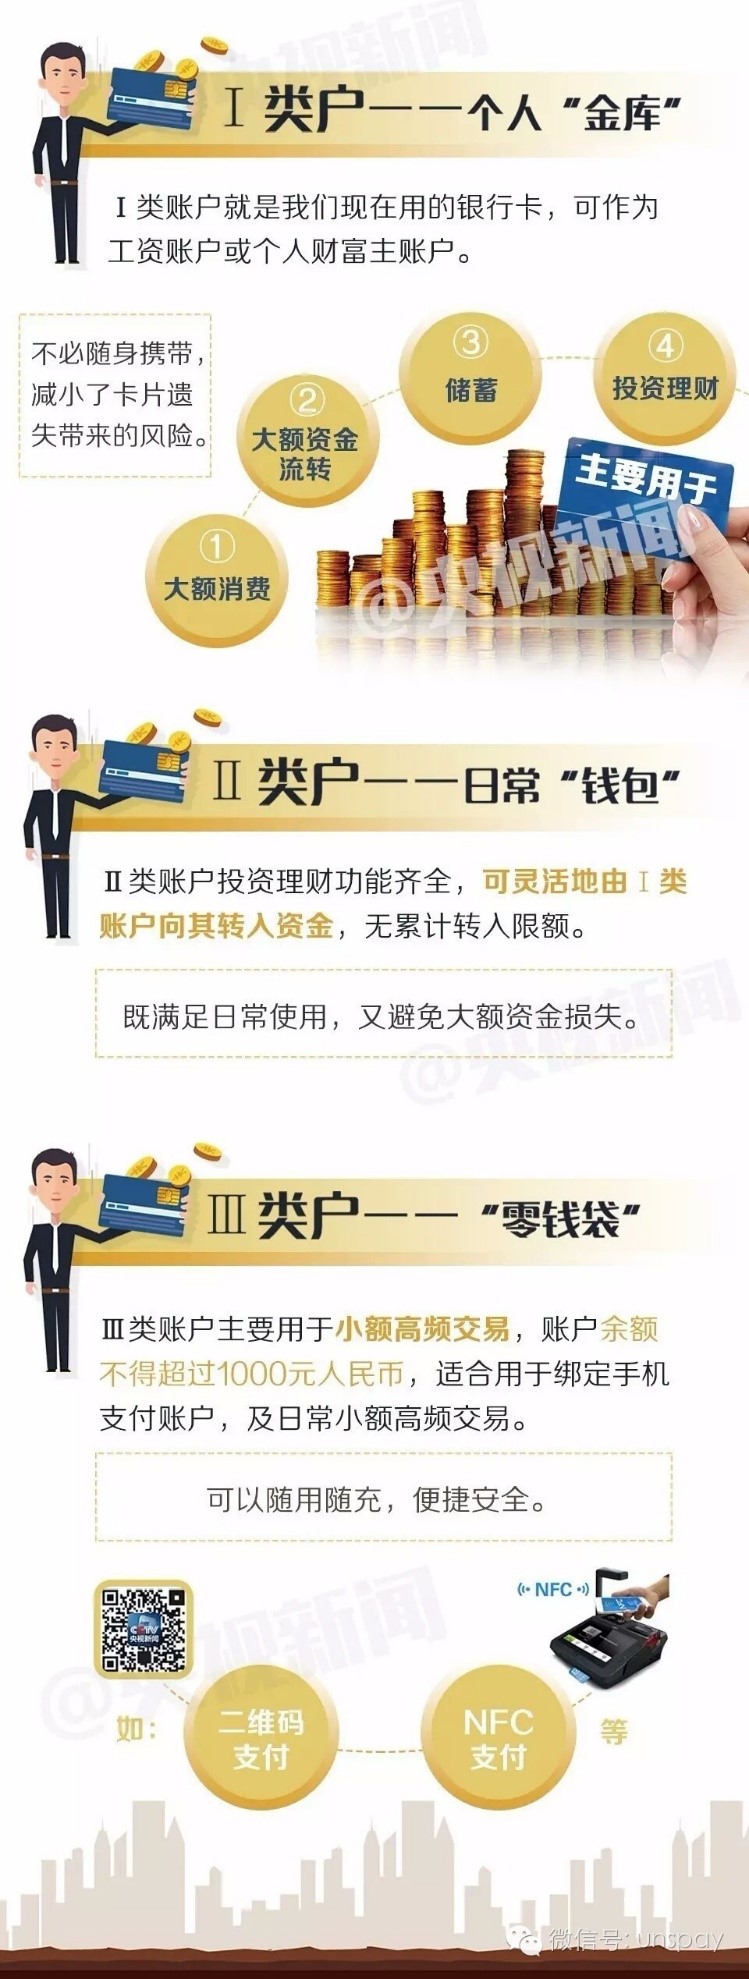 Ⅰ 类户——个人 “金库”
Ⅰ类账户就是我们现在用的银行卡，可作为
工资账户或个人财富主账户。
不必随身携带，
减小了卡片遗
失带来的风险。
①
大额消费
②
大额资金
流转
③
储蓄
④
投资理财
主要用于
@央视新闻
Ⅱ 类户——日常 “钱包”
Ⅱ类账户投资理财功能齐全，可灵活地由Ⅰ类
账户向其转入资金，无累计转入限额。
既满足日常使用，又避免大额资金损失。
@央视新闻
Ⅲ 类户—— “零钱袋”
Ⅲ类账户主要用于小额高频交易，账户余额
不得超过1000元人民币，适合用于绑定手机
支付账户，及日常小额高频交易。
可以随用随充，便捷安全。
CCTV
央视新闻
NFC
@央视新闻
如：
二维码
支付
NFC
支付
等
微信号: unspay